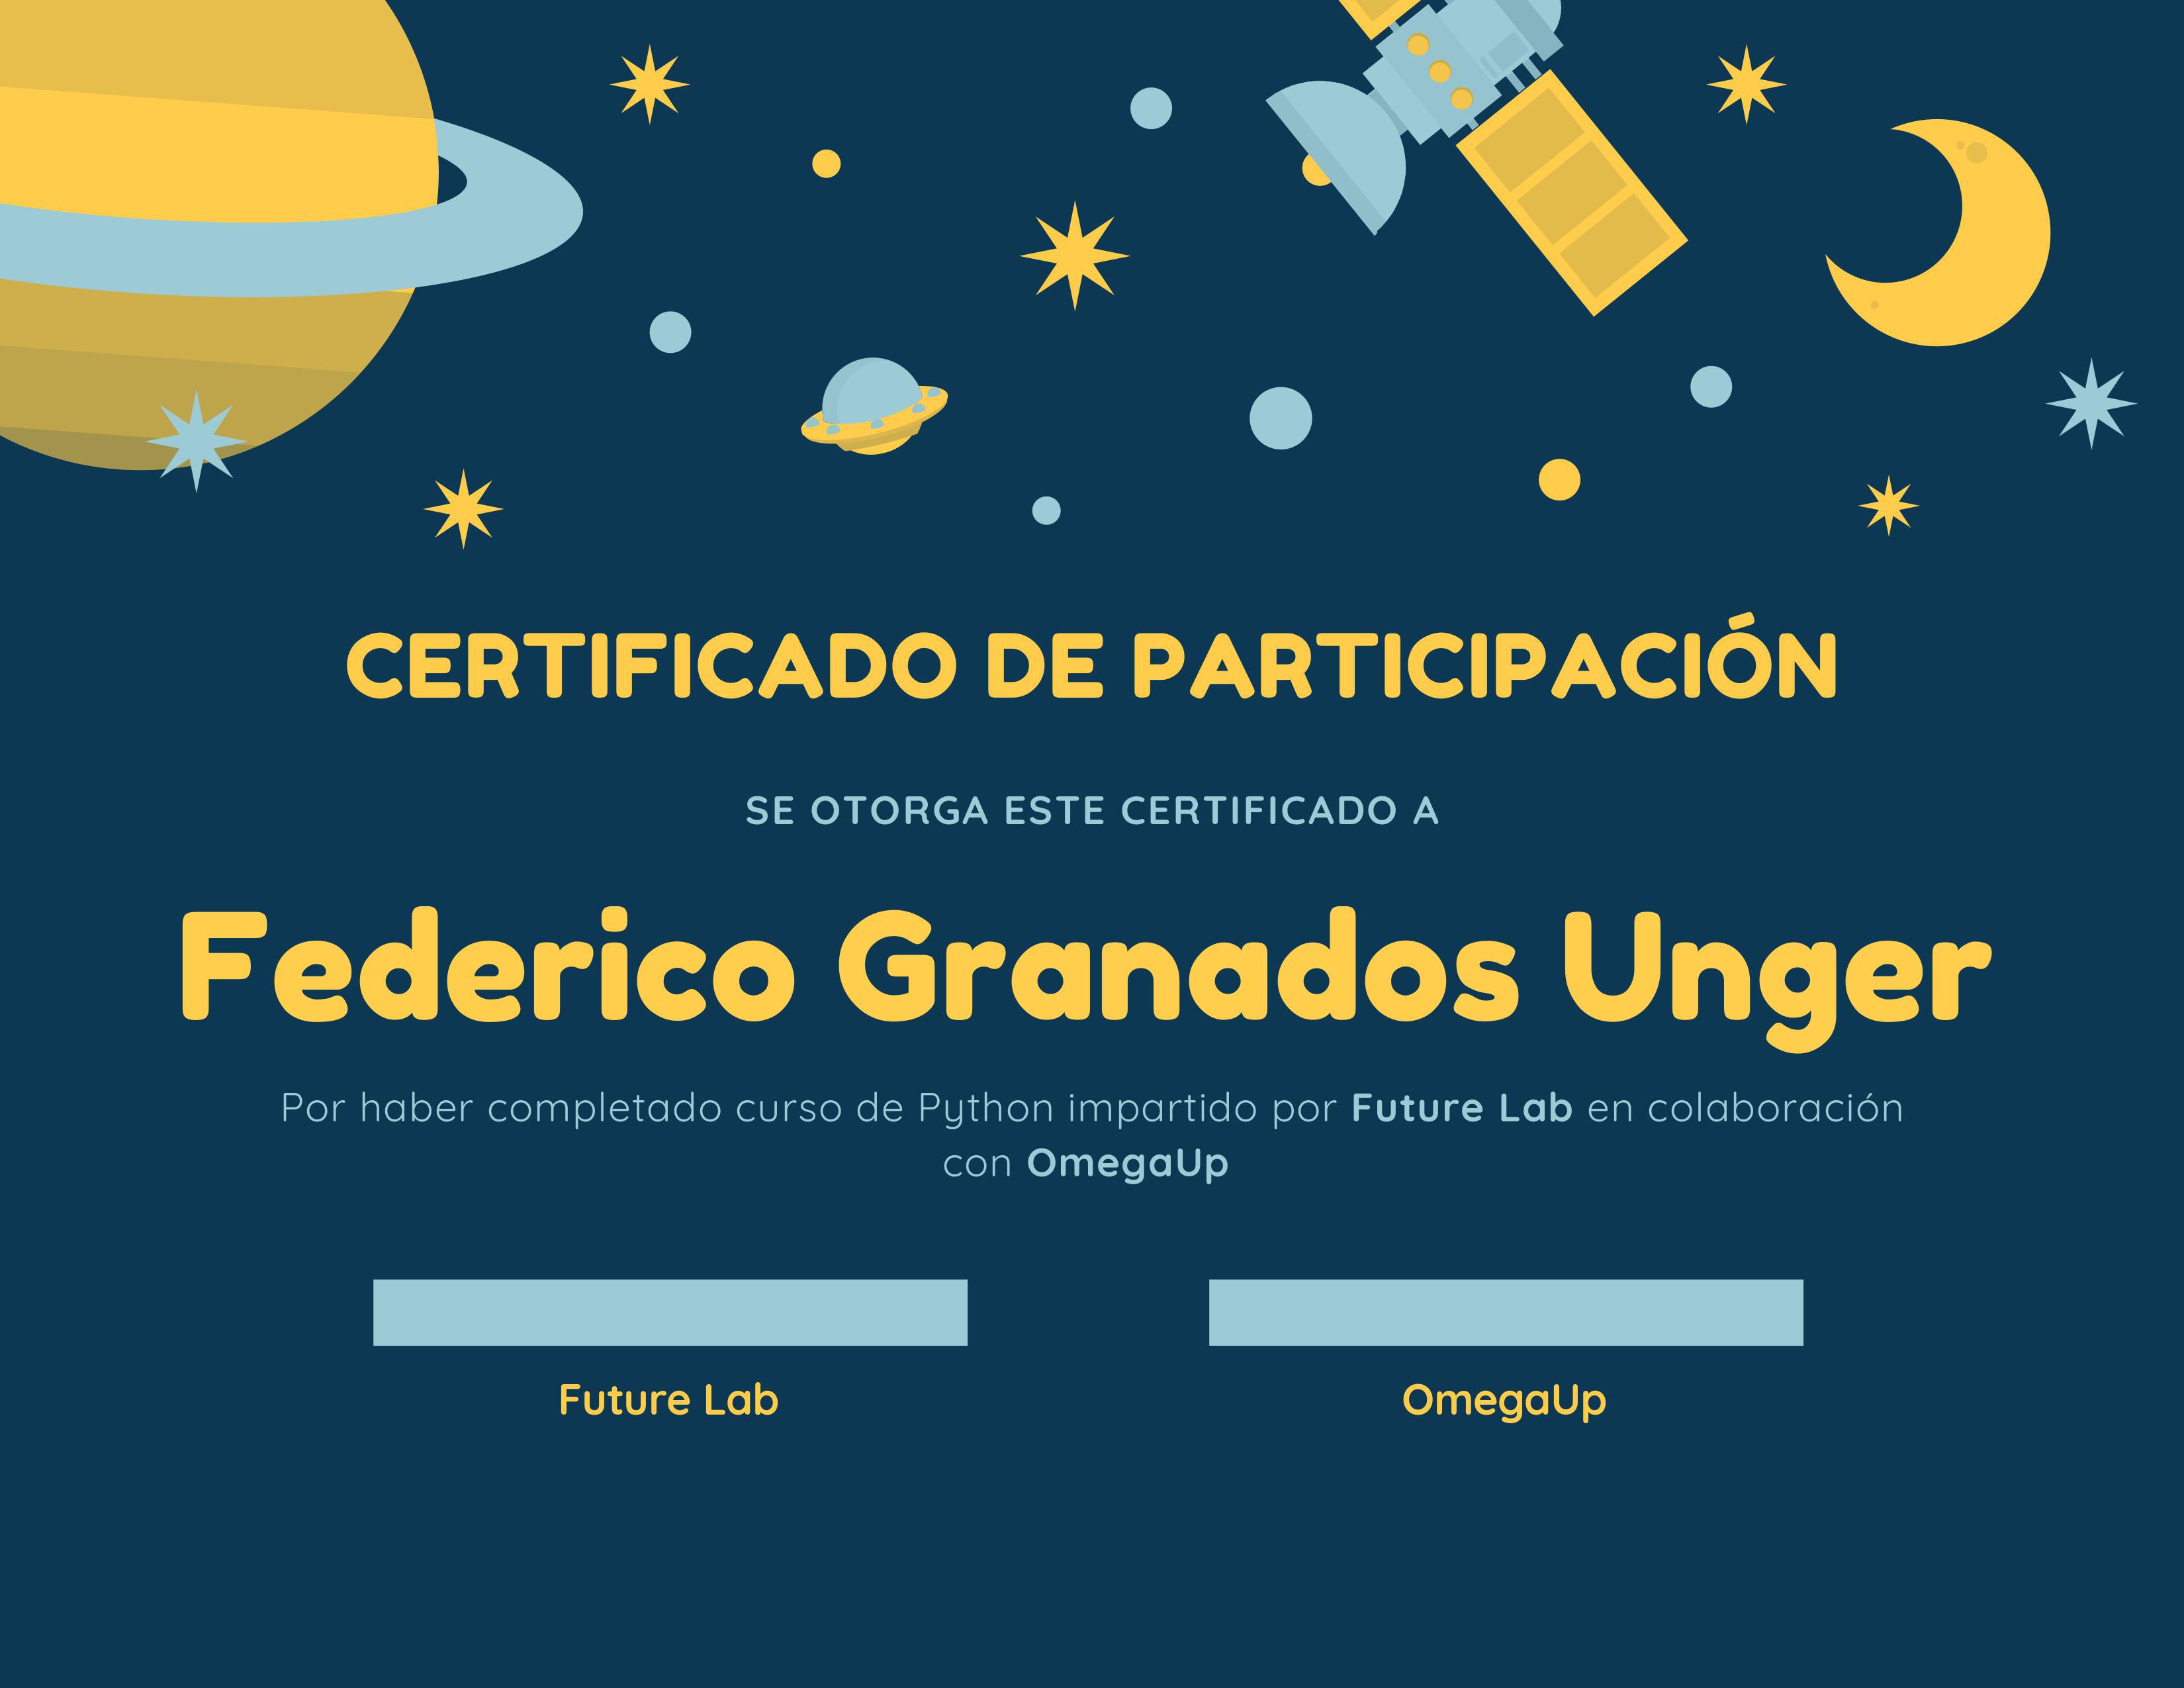 CERTIFICADO DE PARTICIPACIÓN
SE OTORGA ESTE CERTIFICADO A
Federico Granados Unger
Por haber completado curso de Python impartido por Future Lab en colaboración
con OmegaUp
Future Lab
OmegaUp